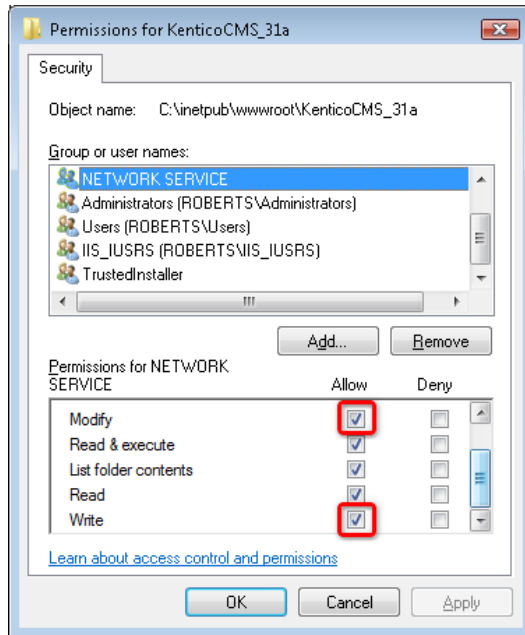 Permissions for KenticoCMS_31a
Security
Object name: C:\inetpub\wwwroot\KenticoCMS_31a
Group or user names:
NETWORK SERVICE
Administrators (ROBERTS\Administrators)
Users (ROBERTS\Users)
IIS_IUSRS (ROBERTS\IIS_IUSRS)
TrustedInstaller
Add... Remove
Permissions for NETWORK
SERVICE Allow Deny
Modify
Read & execute
List folder contents
Read
Write
Learn about access control and permissions
OK Cancel Apply